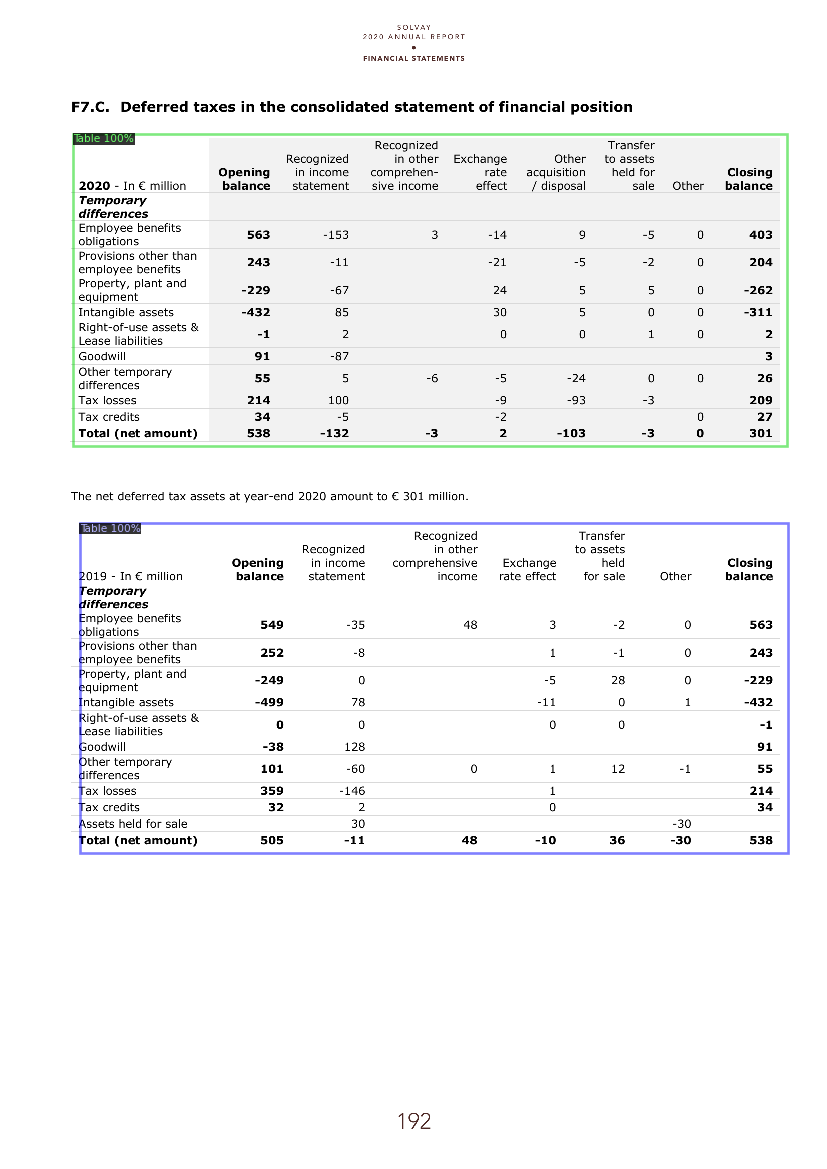 SOLVAY
2020 ANNUAL REPORT
FINANCIAL STATEMENTS
F7.C. Deferred taxes in the consolidated statement of financial position
Table 100%
2020 - In € million Opening balance Recognized in income statement Recognized in other comprehen-sive income Exchange rate effect Other acquisition / disposal Transfer to assets held for sale Other Closing balance
Temporary
differences
Employee benefits obligations 563 -153 3 -14 9 -5 0 403
Provisions other than employee benefits 243 -11 -21 -5 -2 0 204
Property, plant and equipment -229 -67 24 5 5 0 -262
Intangible assets -432 85 30 5 0 0 -311
Right-of-use assets & Lease liabilities -1 2 0 0 1 0 2
Goodwill 91 -87 3
Other temporary differences 55 5 -6 -5 -24 0 0 26
Tax losses 214 100 -9 -93 -3 209
Tax credits 34 -5 -2 0 27
Total (net amount) 538 -132 -3 2 -103 -3 0 301
The net deferred tax assets at year-end 2020 amount to € 301 million.
Table 100%
2019 - In € million Opening balance Recognized in income statement Recognized in other comprehensive income Exchange rate effect Transfer to assets held for sale Other Closing balance
Temporary
differences
Employee benefits obligations 549 -35 48 3 -2 0 563
Provisions other than employee benefits 252 -8 1 -1 0 243
Property, plant and equipment -249 0 -5 28 0 -229
Intangible assets -499 78 -11 0 1 -432
Right-of-use assets & Lease liabilities 0 0 0 0 -1
Goodwill -38 128 91
Other temporary differences 101 -60 0 1 12 -1 55
Tax losses 359 -146 1 214
Tax credits 32 2 0 34
Assets held for sale 30 -30
Total (net amount) 505 -11 48 -10 36 -30 538
192